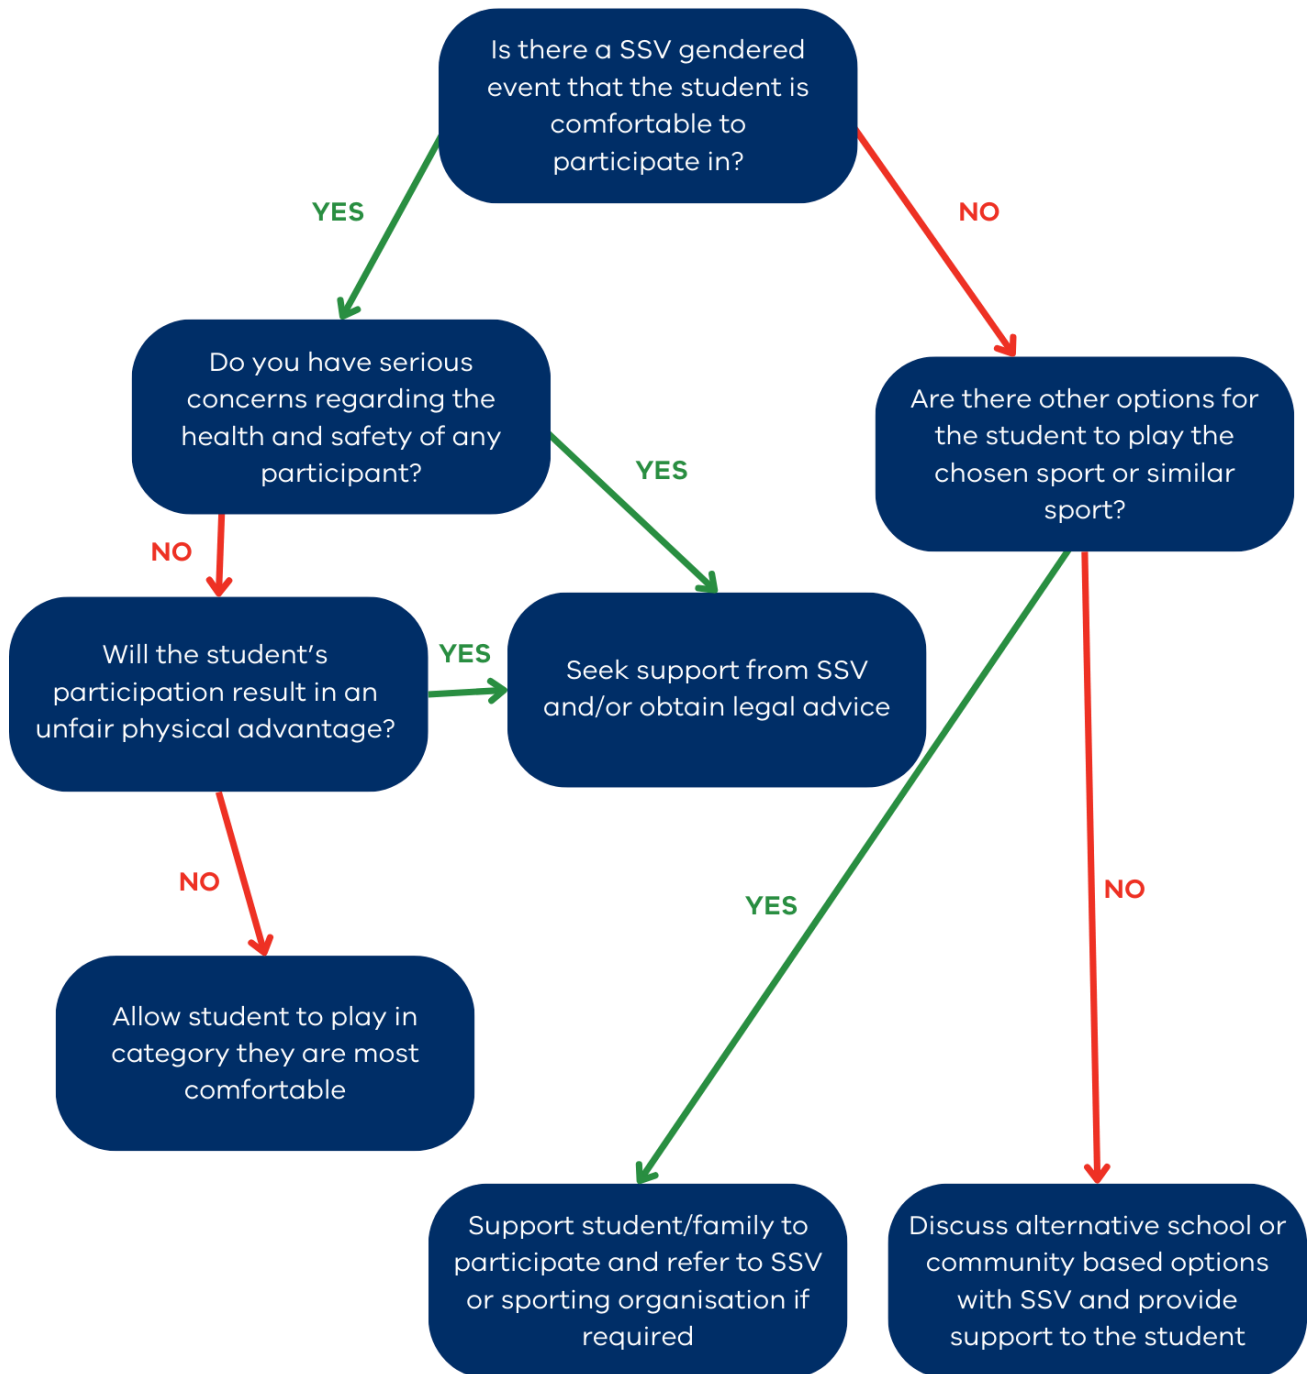 Is there a SSV gendered
event that the student is
comfortable to
participate in?
YES
NO
Do you have serious
concerns regarding the
health and safety of any
participant?
Are there other options for
the student to play the
chosen sport or similar
sport?
YES
NO
Will the student's
participation result in an
unfair physical advantage?
YES
Seek support from SSV
and/or obtain legal advice
NO
YES
NO
Allow student to play in
category they are most
comfortable
Support student/family to
participate and refer to SSV
or sporting organisation if
required
Discuss alternative school or
community based options
with SSV and provide
support to the student